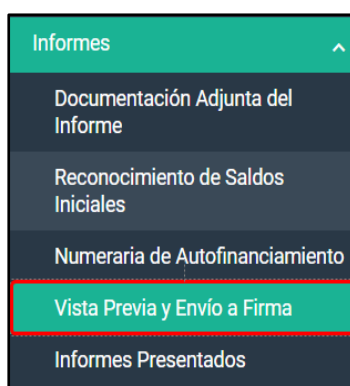 Informes
Documentación Adjunta del
Informe
Reconocimiento de Saldos
Iniciales
Numeraria de Autofinanciamiento
Vista Previa y Envío a Firma
Informes Presentados